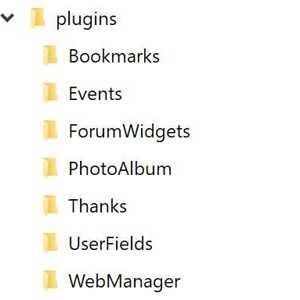 plugins
Bookmarks
Events
ForumWidgets
PhotoAlbum
Thanks
UserFields
WebManager